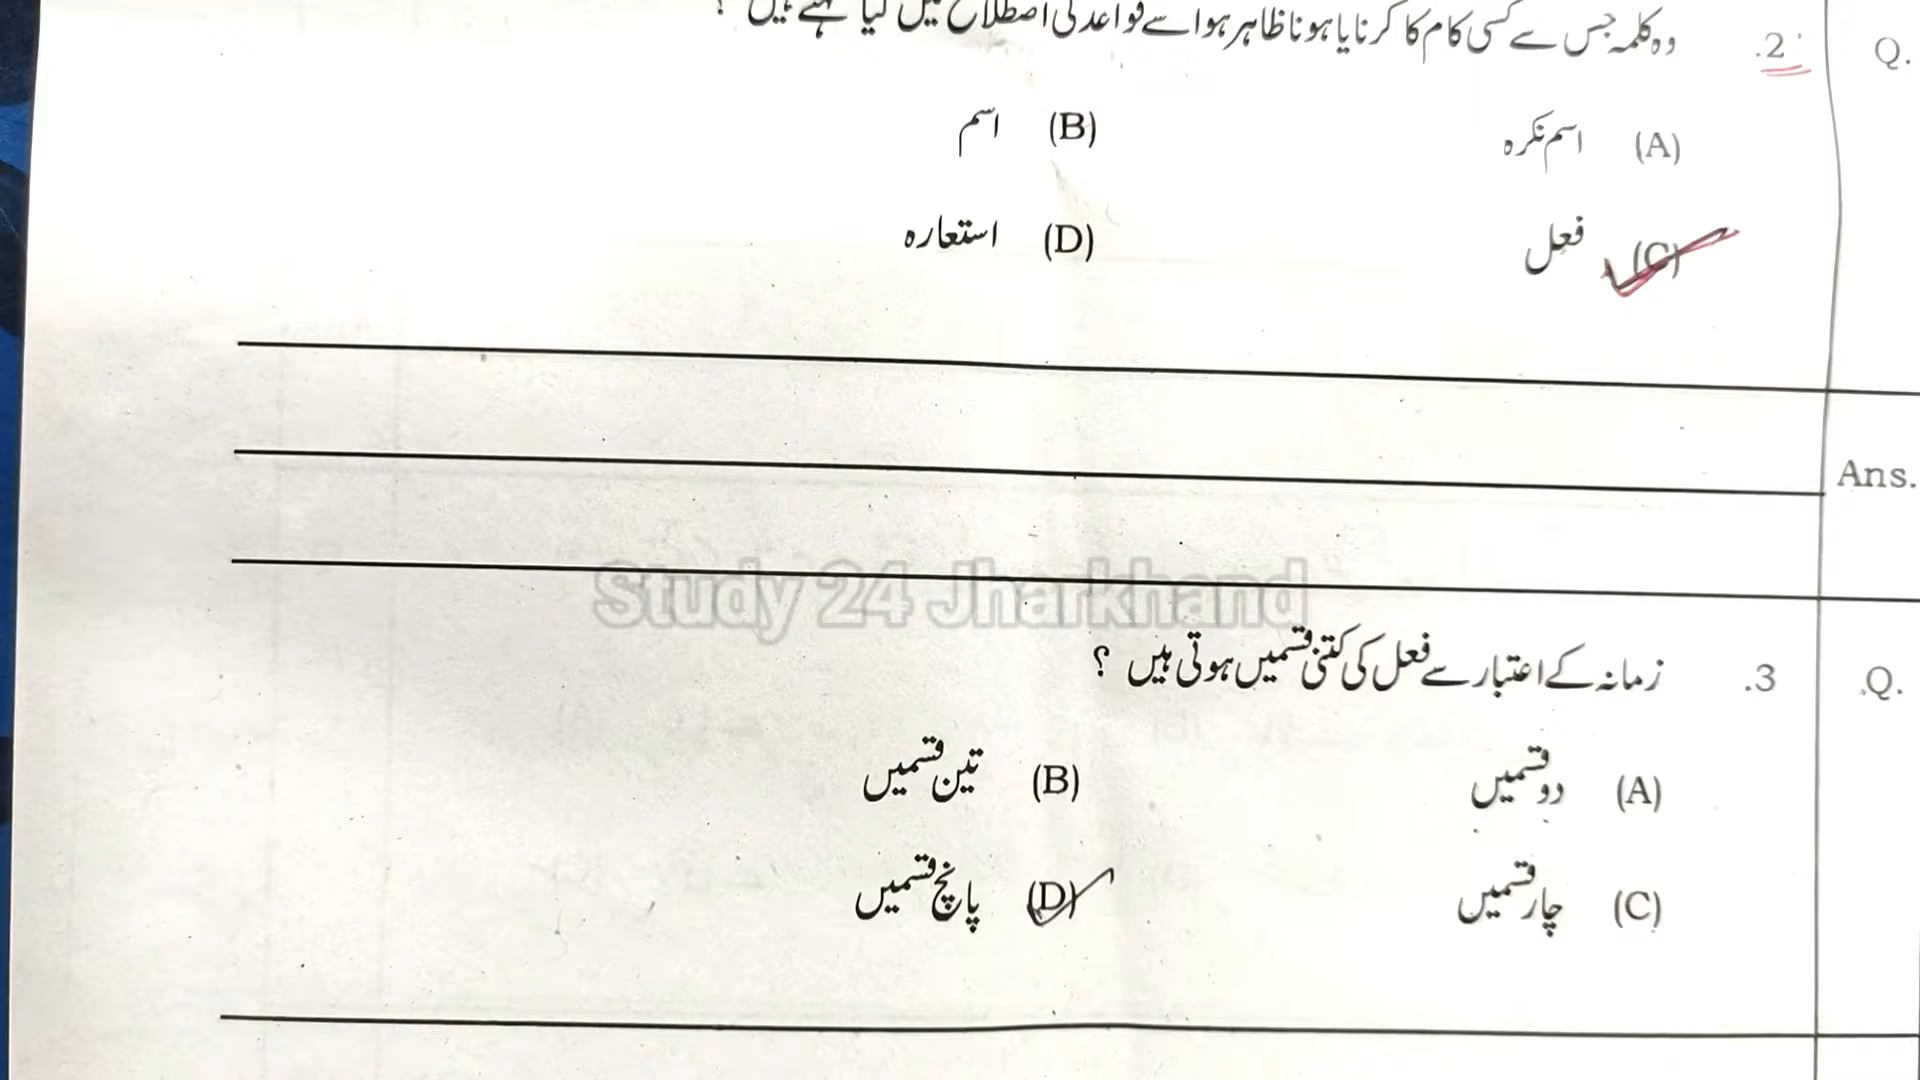 Q. 2. وہ کلمہ جس سے کسی کام کا کرنا یا ہونا ظاہر ہو اسے قواعد کی اصطلاح میں کیا کہتے ہیں ؟
(A) اسم نکرہ (B) اسم
(C) فعل (D) استعارہ
Ans.
Study 24 Jharkhand
Q. 3. زمانہ کے اعتبار سے فعل کی کتنی قسمیں ہوتی ہیں ؟
(A) دو قسمیں (B) تین قسمیں
(C) چار قسمیں (D) پانچ قسمیں